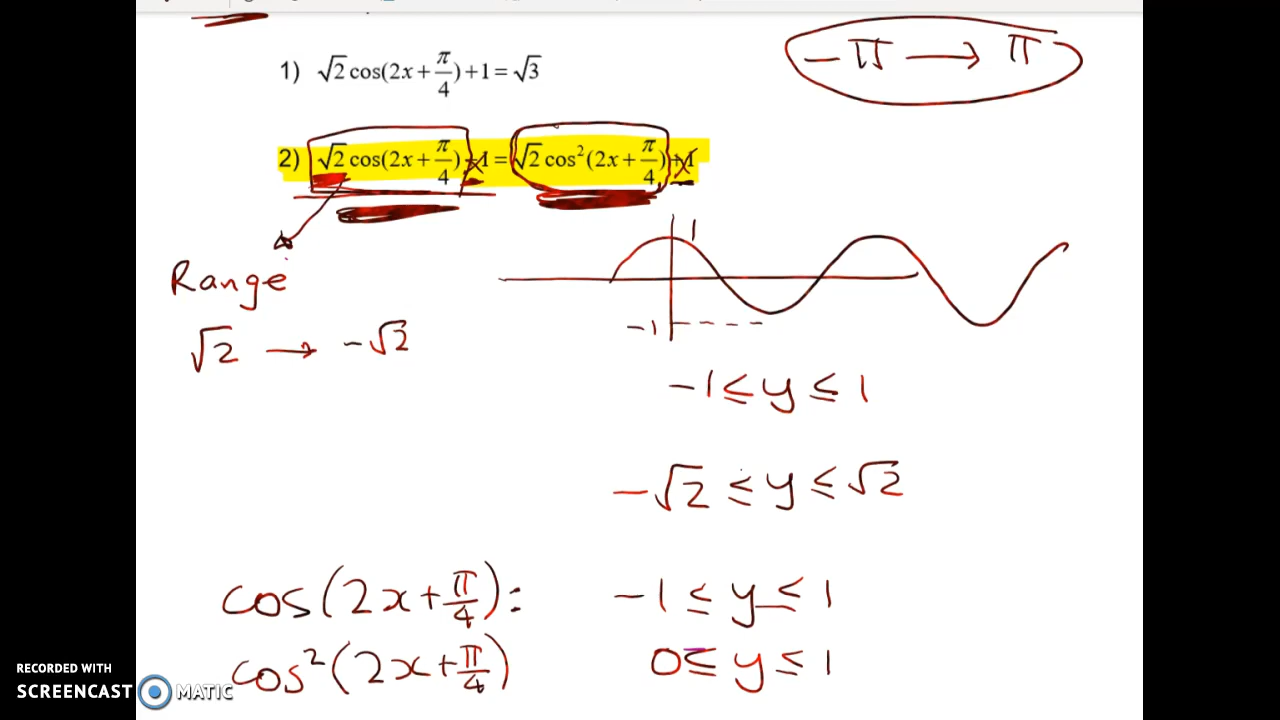 -π → π
1) √2 cos(2x + π/4) + 1 = √3
2) √2 cos(2x + π/4) + 1 = √2 cos²(2x + π/4) + 1
1
Range
-1
√2 → -√2
-1 ≤ y ≤ 1
-√2 ≤ y ≤ √2
cos(2x + π/4) : -1 ≤ y ≤ 1
cos²(2x + π/4) 0 ≤ y ≤ 1
RECORDED WITH
SCREENCAST MATIC